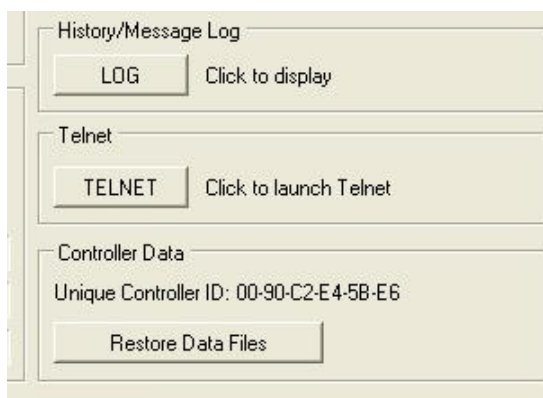 History/Message Log
LOG Click to display
Telnet
TELNET Click to launch Telnet
Controller Data
Unique Controller ID: 00-90-C2-E4-5B-E6
Restore Data Files